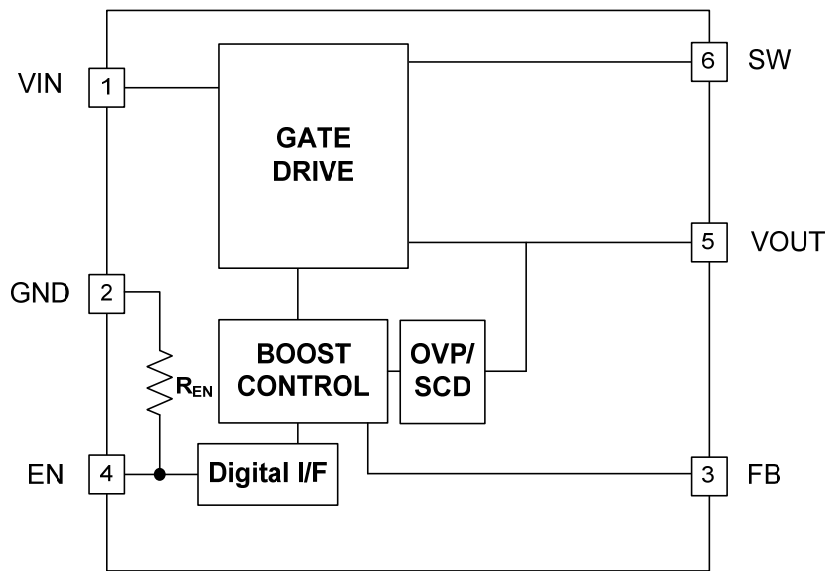 VIN
1
GATE
DRIVE
6
SW
5
VOUT
GND
2
R_EN
BOOST
CONTROL
OVP/
SCD
EN
4
Digital I/F
3
FB